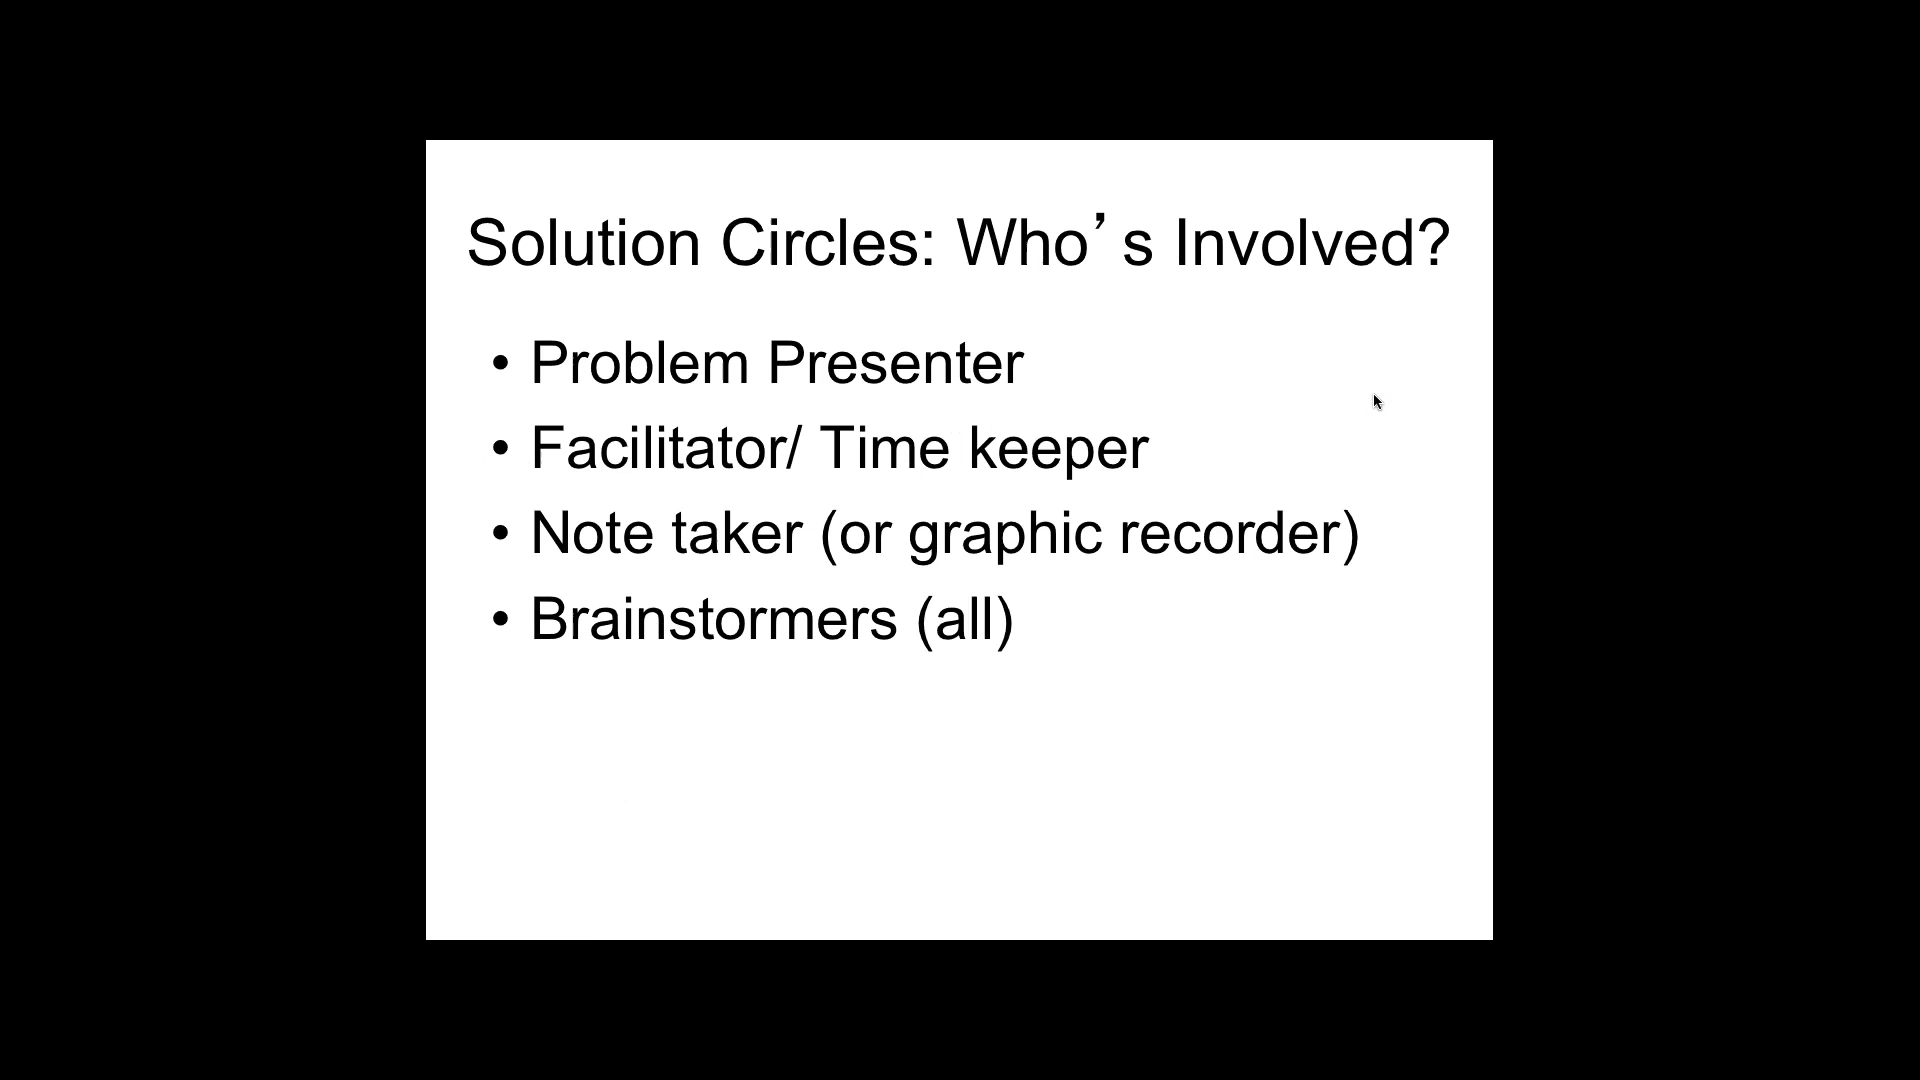 Solution Circles: Who’s Involved?
• Problem Presenter
• Facilitator/ Time keeper
• Note taker (or graphic recorder)
• Brainstormers (all)